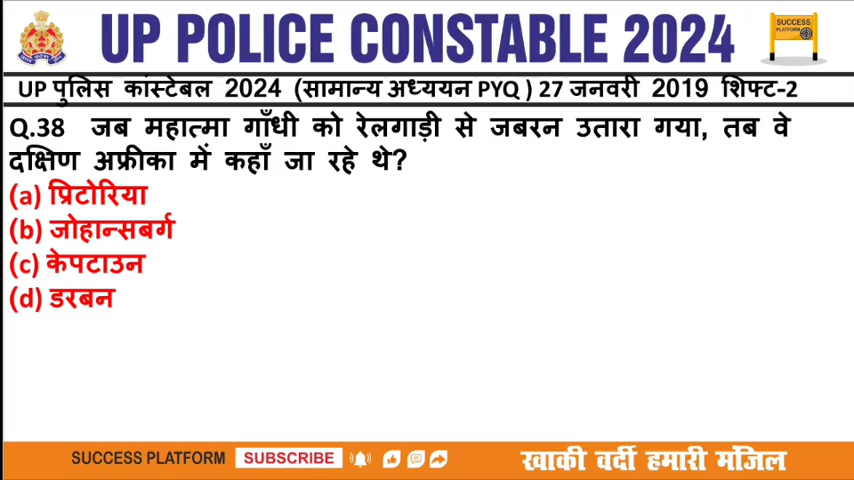 UP POLICE CONSTABLE 2024
SUCCESS
PLATFORM
UP पुलिस कांस्टेबल 2024 (सामान्य अध्ययन PYQ ) 27 जनवरी 2019 शिफ्ट-2
Q.38 जब महात्मा गाँधी को रेलगाड़ी से जबरन उतारा गया, तब वे
दक्षिण अफ्रीका में कहाँ जा रहे थे?
(a) प्रिटोरिया
(b) जोहान्सबर्ग
(c) केपटाउन
(d) डरबन
SUCCESS PLATFORM SUBSCRIBE खाकी वर्दी हमारी मंजिल